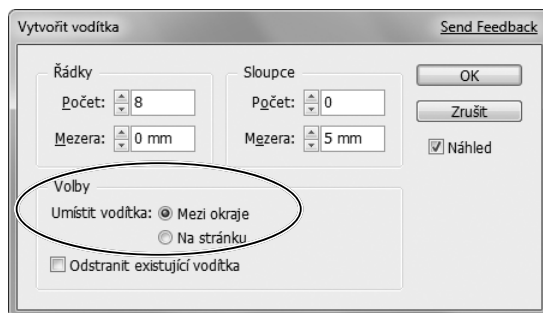 Vytvořit vodítka
Send Feedback
Řádky
Počet: 8
Mezera: 0 mm
Sloupce
Počet: 0
Mezera: 5 mm
OK
Zrušit
Náhled
Volby
Umístit vodítka: Mezi okraje
Na stránku
Odstranit existující vodítka